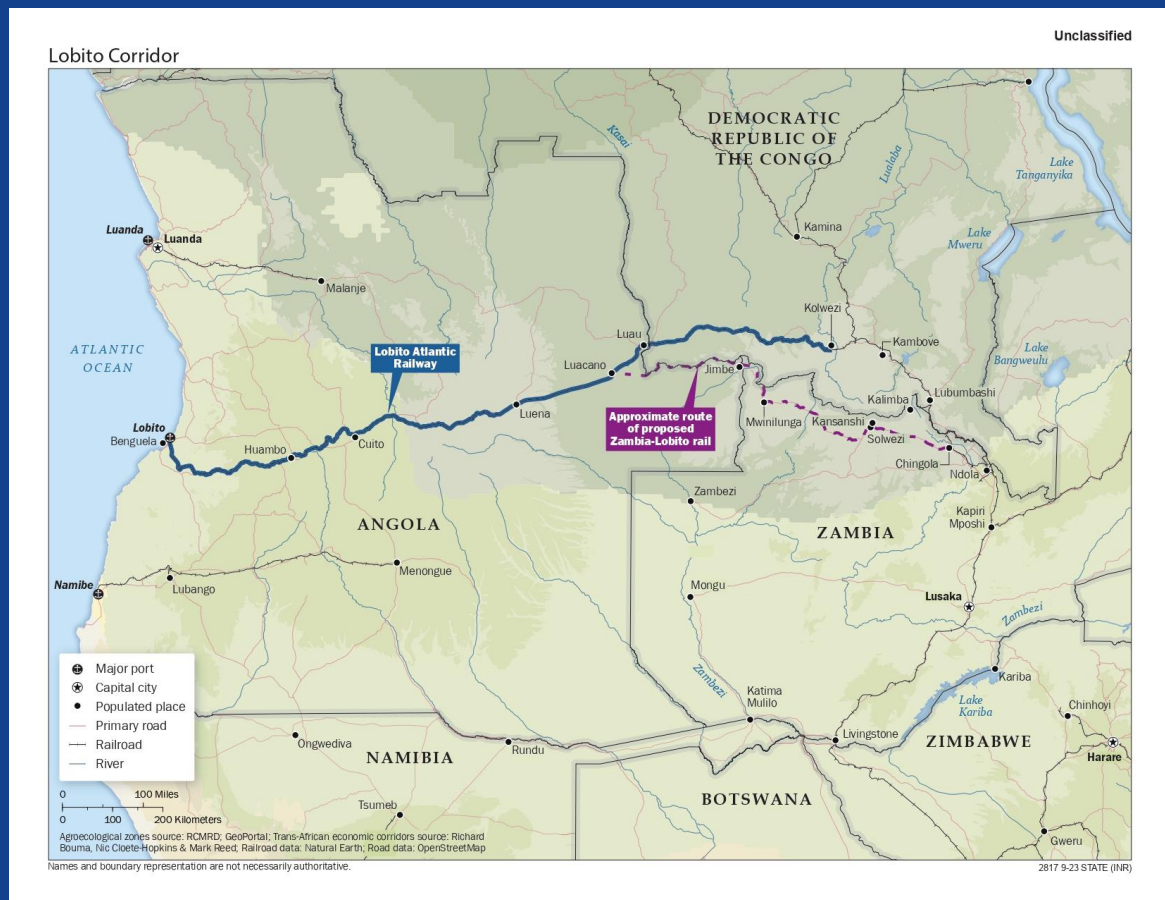 Unclassified
Lobito Corridor
DEMOCRATIC
REPUBLIC OF
THE CONGO
Kasai
Lualaba
Lake
Tanganyika
Luanda
Luanda
Kamina
Lake
Mweru
Malanje
Kolwezi
ATLANTIC
OCEAN
Lobito Atlantic
Railway
Luau
Kambove
Lake
Bangweulu
Luacano
Jimbe
Lubumbashi
Kalimba
Luena
Approximate route
of proposed
Zambia-Lobito rail
Mwinilunga
Kansanshi
Solwezi
Lobito
Benguela
Huambo
Cuito
Chingola
Ndola
Zambezi
Kapiri
Mposhi
ANGOLA
ZAMBIA
Menongue
Namibe
Lubango
Mongu
Lusaka
Zambezi
Major port
Capital city
Populated place
Primary road
Railroad
River
Zambezi
Katima
Mulilo
Kariba
Lake
Kariba
Chinhoyi
Livingstone
ZIMBABWE
Harare
Ongwediva
NAMIBIA
Rundu
BOTSWANA
0 100 Miles
0 100 200 Kilometers
Tsumeb
Gweru
Agroecological zones source: RCMRD; GeoPortal; Trans-African economic corridors source: Richard
Bouma, Nic Cloete-Hopkins & Mark Reed; Railroad data: Natural Earth; Road data: OpenStreetMap
Names and boundary representation are not necessarily authoritative.
2817 9-23 STATE (INR)